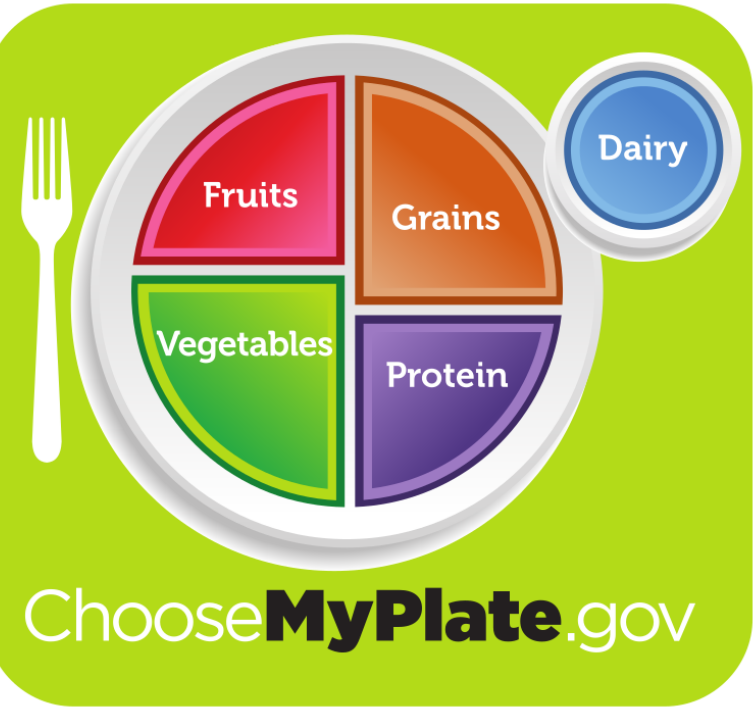 Dairy
Fruits
Grains
Vegetables
Protein
ChooseMyPlate.gov